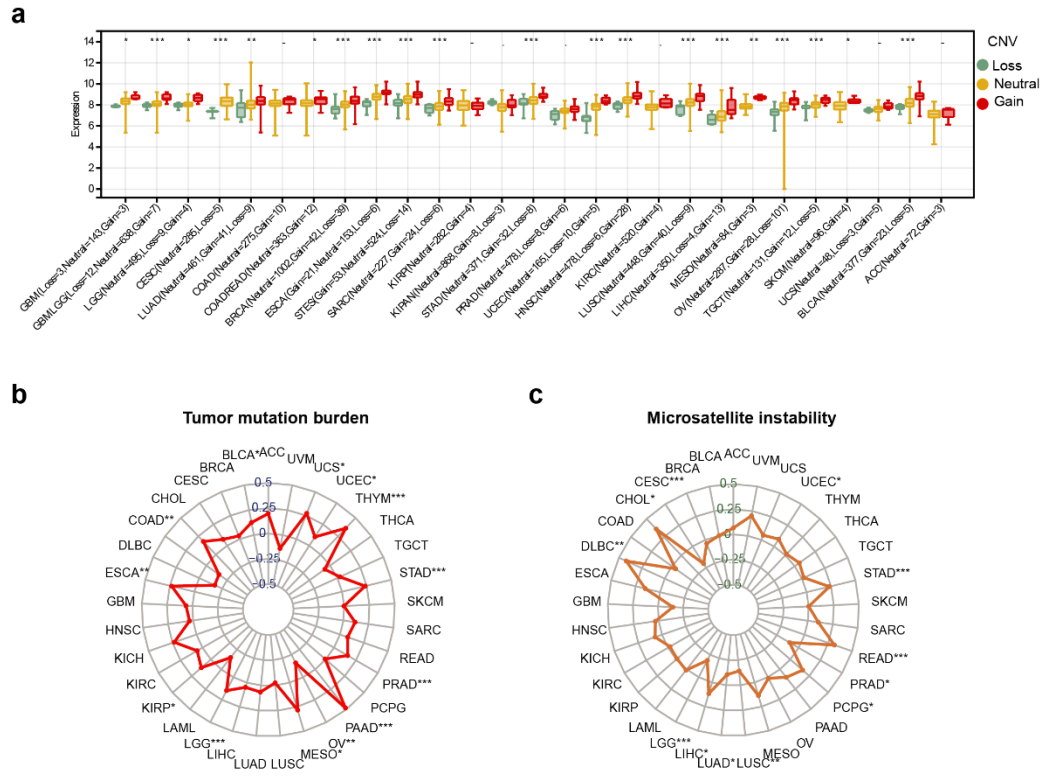 a
* *** * *** ** - * *** *** *** *** - - *** - *** *** - *** *** ** *** *** * - *** -
CNV
Loss
Neutral
Gain
Expression
14
12
10
8
6
4
2
0
GBM(Loss=3,Neutral=143,Gain=3)
GBMLGG(Loss=12,Neutral=638,Gain=7)
LGG(Neutral=495,Loss=9,Gain=4)
CESC(Neutral=285,Loss=5)
LUAD(Neutral=461,Gain=41,Loss=9)
COAD(Neutral=275,Gain=10)
COADREAD(Neutral=363,Gain=12)
BRCA(Neutral=1002,Gain=42,Loss=39)
ESCA(Gain=21,Neutral=153,Loss=6)
STES(Gain=53,Neutral=524,Loss=14)
SARC(Neutral=227,Gain=24,Loss=6)
KIRP(Neutral=282,Gain=4)
KIPAN(Neutral=868,Gain=8,Loss=3)
STAD(Neutral=371,Gain=32,Loss=8)
PRAD(Neutral=478,Loss=8,Gain=6)
UCEC(Neutral=165,Loss=10,Gain=5)
HNSC(Neutral=478,Loss=6,Gain=28)
KIRC(Neutral=520,Gain=4)
LUSC(Neutral=448,Gain=40,Loss=9)
LIHC(Neutral=350,Loss=4,Gain=13)
MESO(Neutral=84,Gain=3)
OV(Neutral=287,Gain=28,Loss=101)
TGCT(Neutral=131,Gain=12,Loss=5)
SKCM(Neutral=96,Gain=4)
UCS(Neutral=46,Loss=3,Gain=5)
BLCA(Neutral=377,Gain=23,Loss=5)
ACC(Neutral=72,Gain=3)
b
Tumor mutation burden
ACC
UVM
UCS*
UCEC*
THYM***
THCA
TGCT
STAD***
SKCM
SARC
READ
PRAD***
PCPG
PAAD***
OV**
MESO*
LUSC
LUAD
LIHC
LGG***
LAML
KIRP*
KIRC
KICH
HNSC
GBM
ESCA**
DLBC
COAD**
CHOL
CESC
BRCA
BLCA*
0.5
0.25
0
−0.25
−0.5
c
Microsatellite instability
ACC
UVM
UCS
UCEC*
THYM
THCA
TGCT
STAD***
SKCM
SARC
READ***
PRAD*
PCPG*
PAAD
OV
MESO
LUSC**
LUAD*
LIHC*
LGG***
LAML
KIRP
KIRC
KICH
HNSC
GBM
ESCA
DLBC**
COAD
CHOL*
CESC***
BRCA
BLCA
0.5
0.25
0
−0.25
−0.5